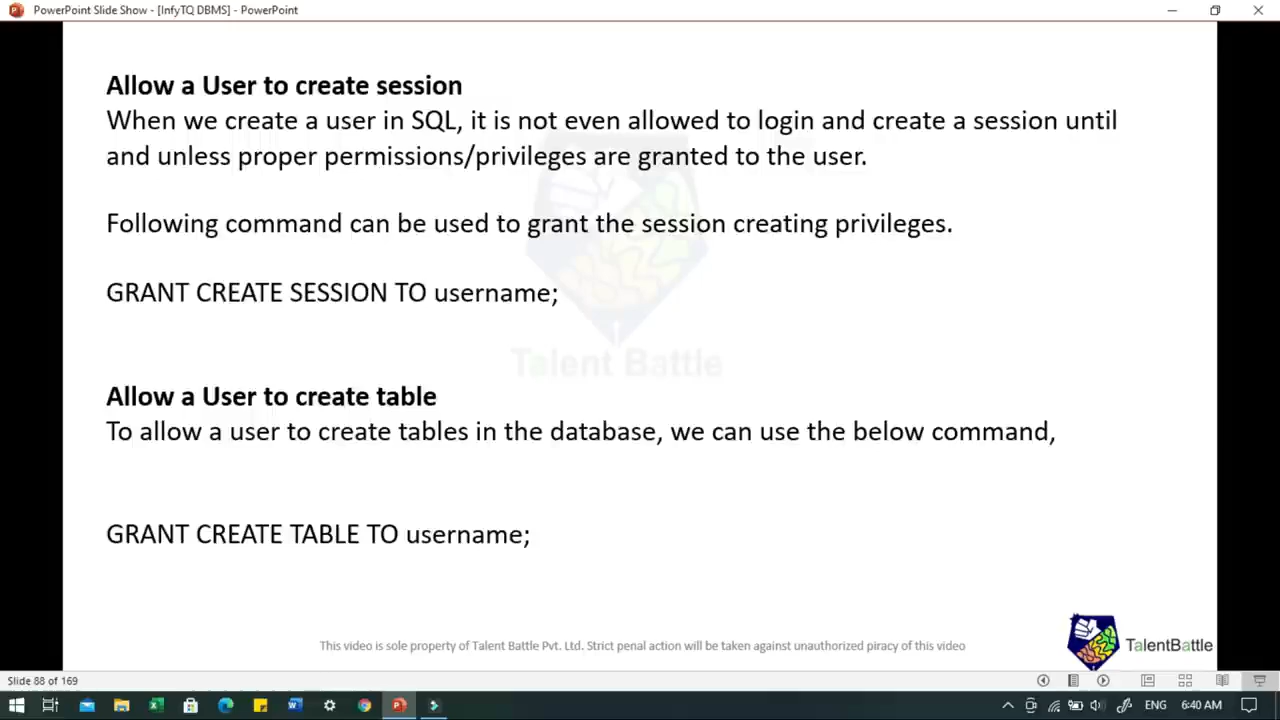 PowerPoint Slide Show - [InfyTQ DBMS] - PowerPoint
Allow a User to create session
When we create a user in SQL, it is not even allowed to login and create a session until
and unless proper permissions/privileges are granted to the user.
Following command can be used to grant the session creating privileges.
GRANT CREATE SESSION TO username;
Talent Battle
Allow a User to create table
To allow a user to create tables in the database, we can use the below command,
GRANT CREATE TABLE TO username;
This video is sole property of Talent Battle Pvt. Ltd. Strict penal action will be taken against unauthorized piracy of this video
TalentBattle
Slide 88 of 169
ENG 6:40 AM